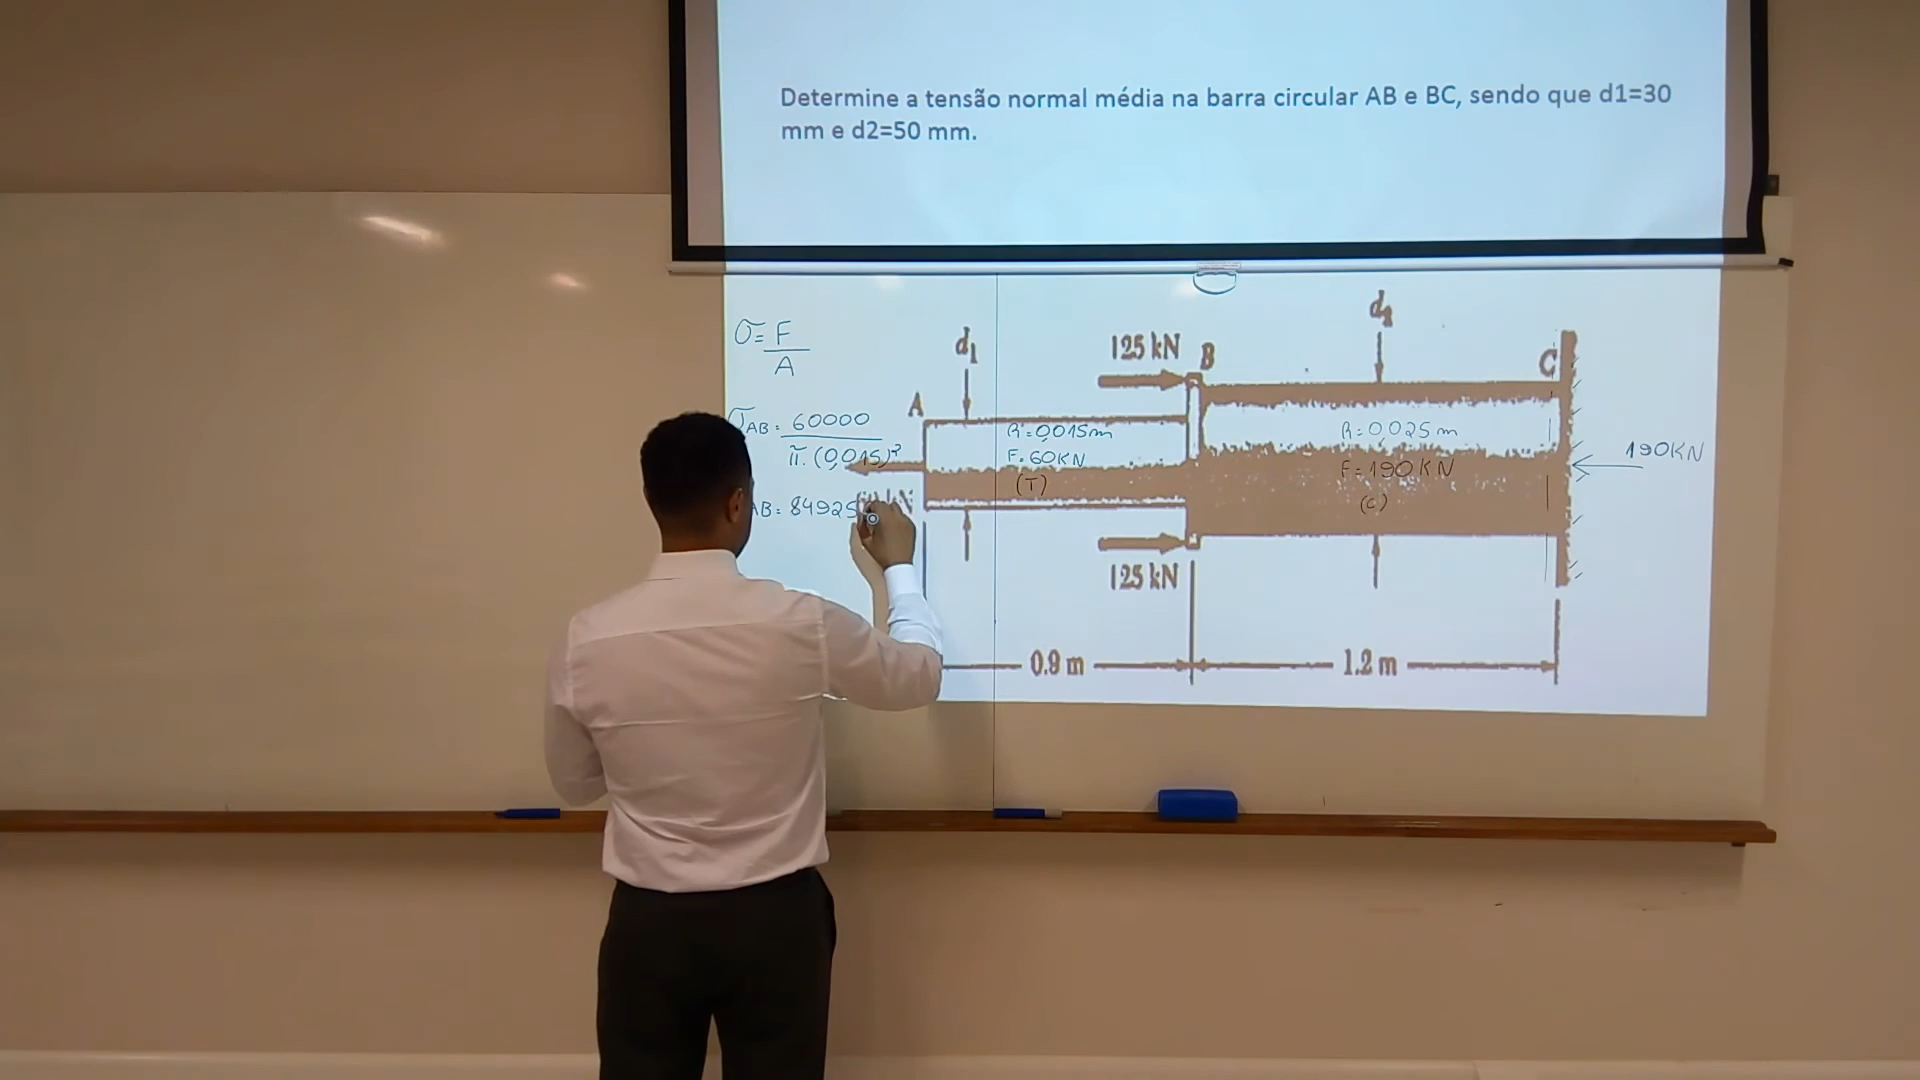 Determine a tensão normal média na barra circular AB e BC, sendo que d1=30
mm e d2=50 mm.
σ = F
A
σAB = 60000
π.(0,015)²
AB = 84925
d1
A
125 kN
B
d2
C
R=0,015m
F=60KN
(T)
R=0,025m
F=190KN
(C)
190KN
125 kN
0.9 m
1.2 m